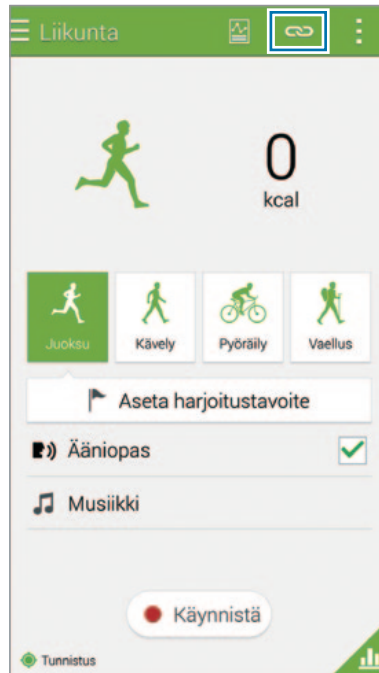 Liikunta
0
kcal
Juoksu
Kävely
Pyöräily
Vaellus
Aseta harjoitustavoite
Ääniopas
Musiikki
Käynnistä
Tunnistus